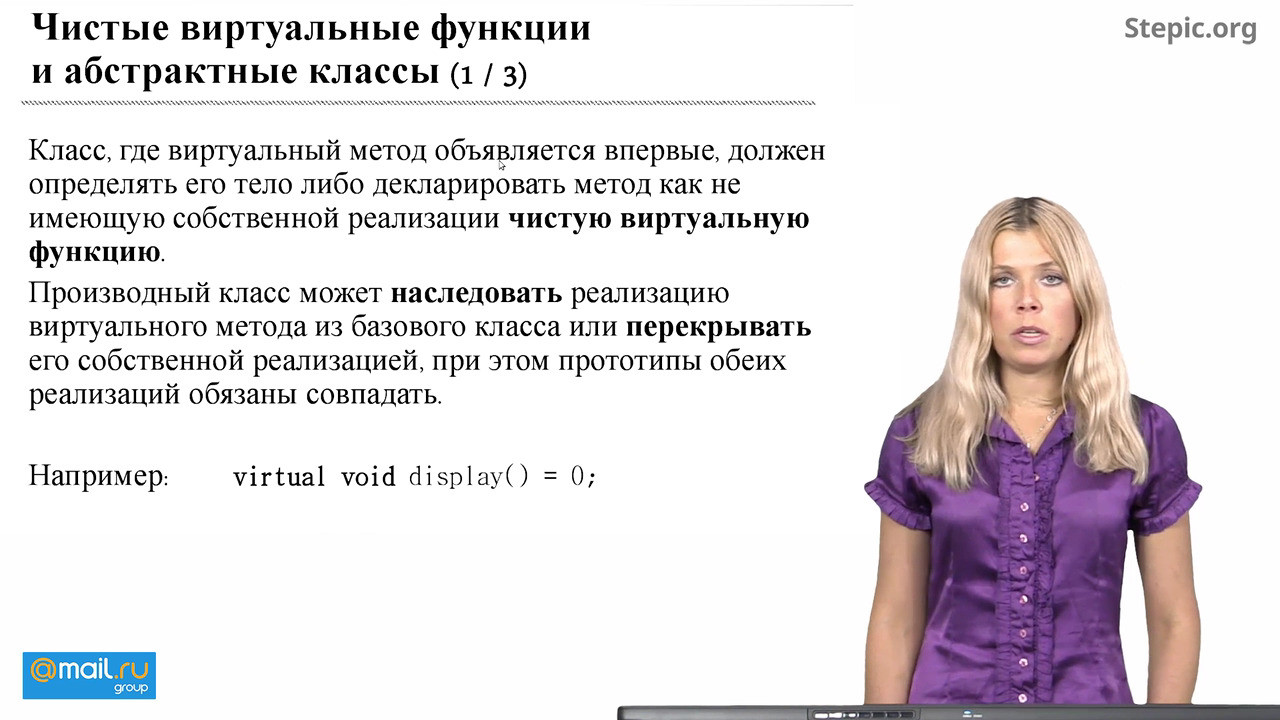 Чистые виртуальные функции
и абстрактные классы (1 / 3)
Stepic.org
Класс, где виртуальный метод объявляется впервые, должен
определять его тело либо декларировать метод как не
имеющую собственной реализации чистую виртуальную
функцию.
Производный класс может наследовать реализацию
виртуального метода из базового класса или перекрывать
его собственной реализацией, при этом прототипы обеих
реализаций обязаны совпадать.
Например: virtual void display() = 0;
@mail.ru
group